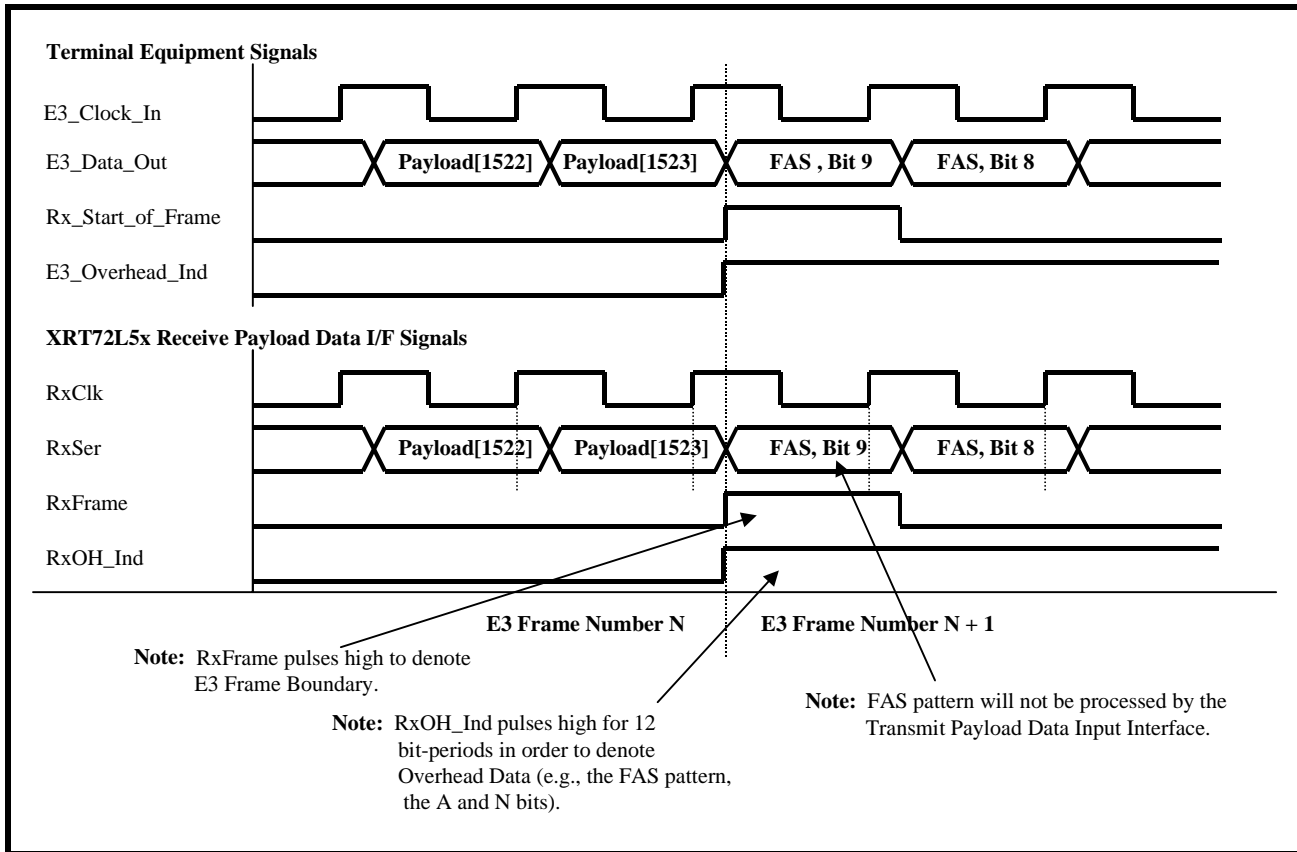 Terminal Equipment Signals
E3_Clock_In
E3_Data_Out
Payload[1522] Payload[1523] FAS , Bit 9 FAS, Bit 8
Rx_Start_of_Frame
E3_Overhead_Ind
XRT72L5x Receive Payload Data I/F Signals
RxClk
RxSer
Payload[1522] Payload[1523] FAS, Bit 9 FAS, Bit 8
RxFrame
RxOH_Ind
E3 Frame Number N E3 Frame Number N + 1
Note: RxFrame pulses high to denote
E3 Frame Boundary.
Note: RxOH_Ind pulses high for 12
bit-periods in order to denote
Overhead Data (e.g., the FAS pattern,
the A and N bits).
Note: FAS pattern will not be processed by the
Transmit Payload Data Input Interface.